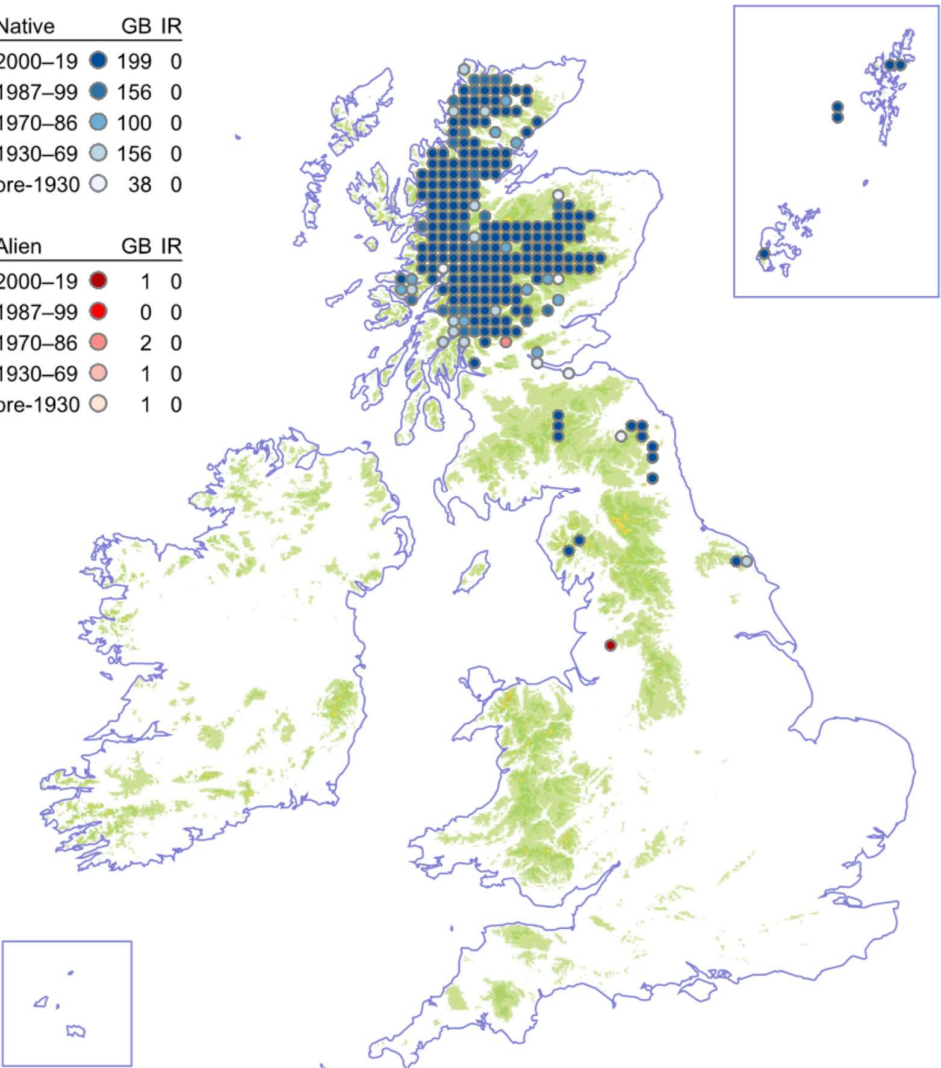 Native GB IR
2000–19 199 0
1987–99 156 0
1970–86 100 0
1930–69 156 0
ore-1930 38 0
Alien GB IR
2000–19 1 0
1987–99 0 0
1970–86 2 0
1930–69 1 0
ore-1930 1 0